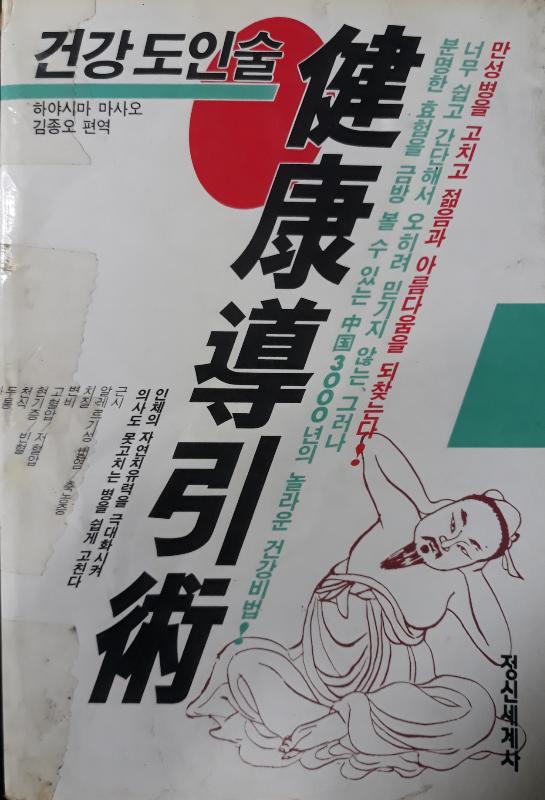 건강 도인술
하야시마 마사오
김종오 편역
健康導引術
만성병을 고치고 젊음과 아름다움을 되찾는다!
너무 쉽고 간단해서 오히려 믿기지 않는, 그러나
분명한 효험을 금방 볼 수 있는 中国3000년의 놀라운 건강비법!
인체의 자연치유력을 극대화시켜
의사도 못고치는 병을 쉽게 고친다
근시
알레르기성 비염 / 축농증
치질
변비
고혈압 / 저혈압
현기증 / 빈혈
천식
두통
정신세계사